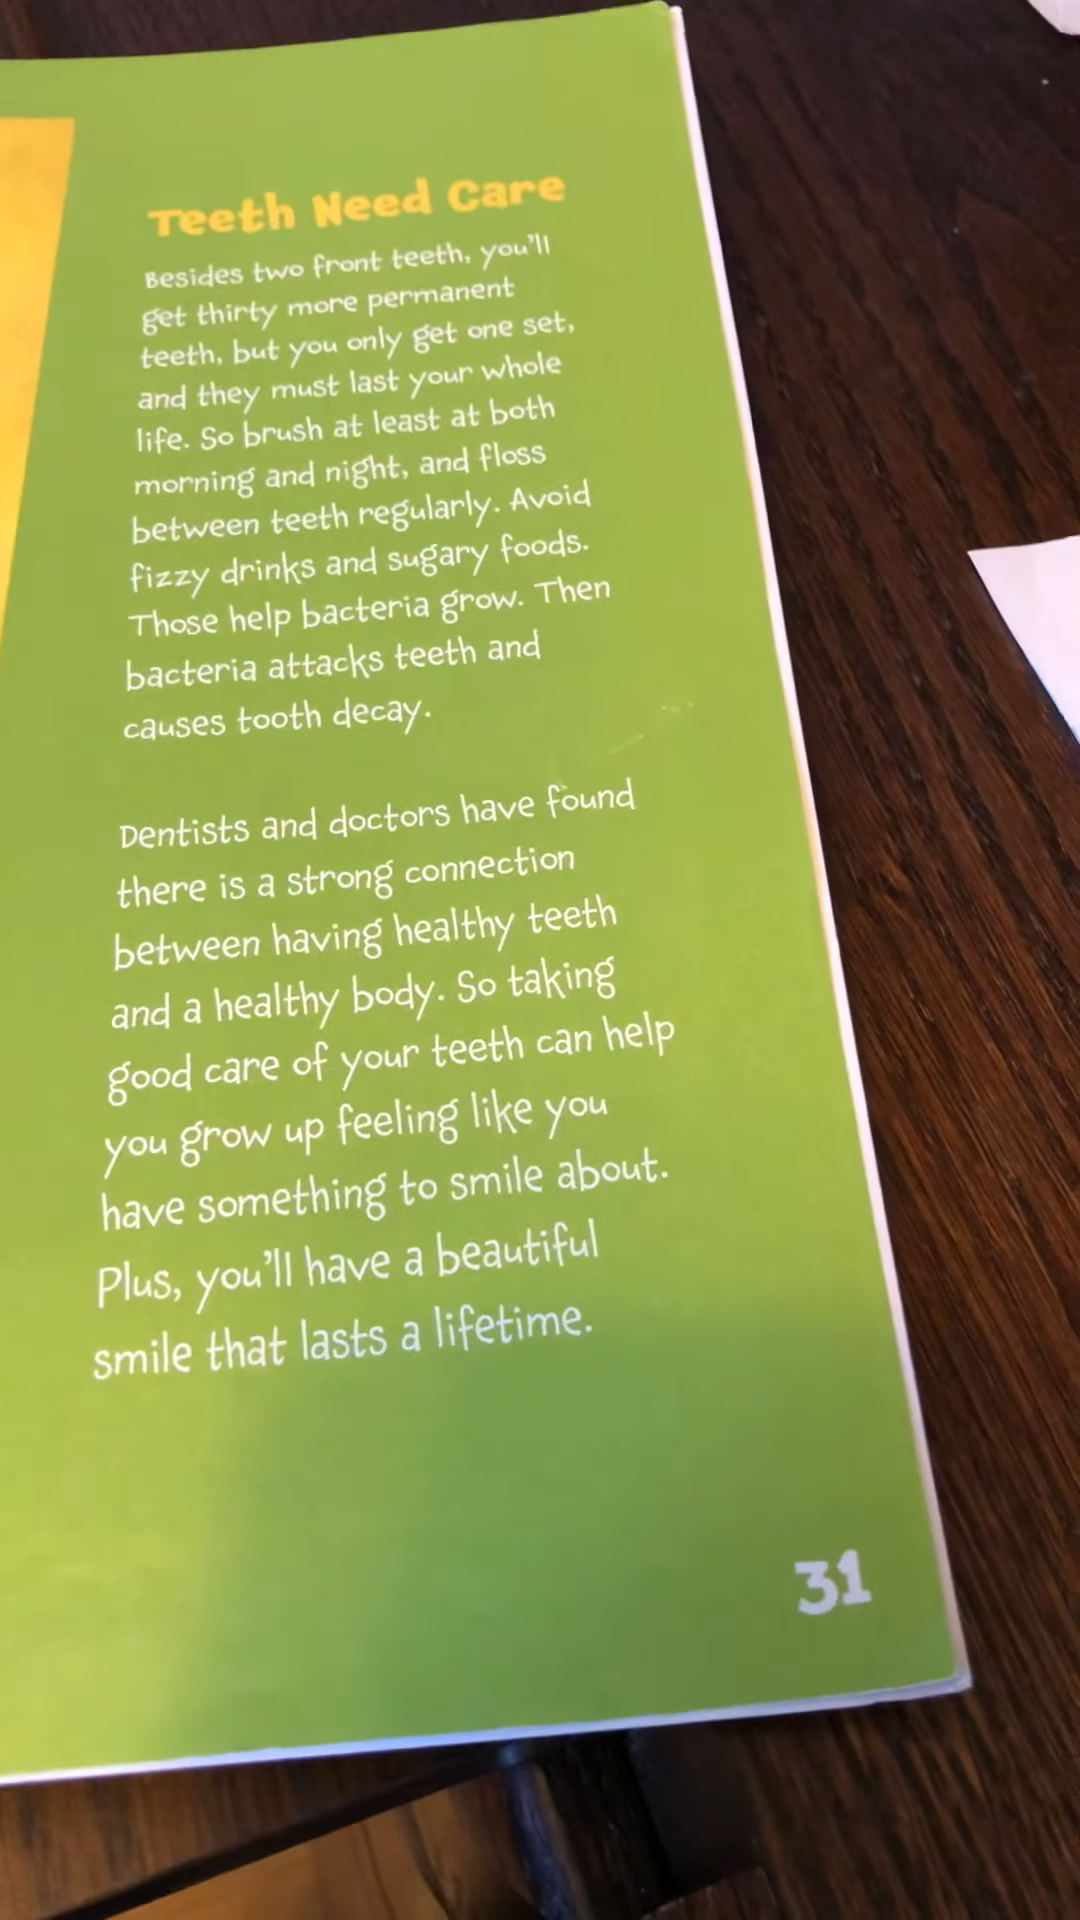 Teeth Need Care
Besides two front teeth, you'll
get thirty more permanent
teeth, but you only get one set,
and they must last your whole
life. So brush at least at both
morning and night, and floss
between teeth regularly. Avoid
fizzy drinks and sugary foods.
Those help bacteria grow. Then
bacteria attacks teeth and
causes tooth decay.
Dentists and doctors have found
there is a strong connection
between having healthy teeth
and a healthy body. So taking
good care of your teeth can help
you grow up feeling like you
have something to smile about.
Plus, you'll have a beautiful
smile that lasts a lifetime.
31